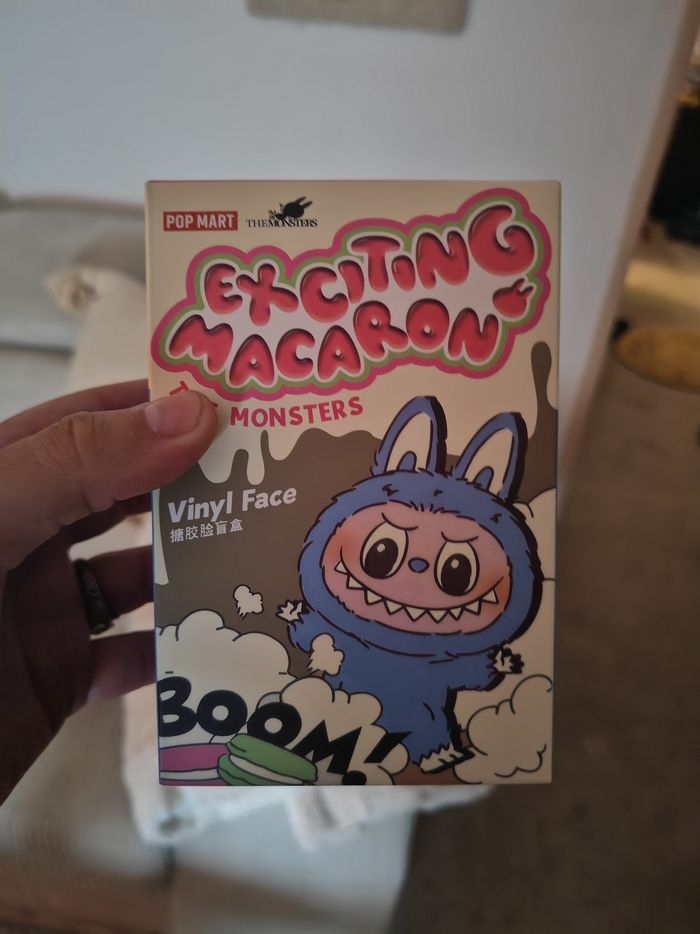 POP MART
THE MONSTERS
EXCITING
MACARON
MONSTERS
Vinyl Face
搪胶脸盲盒
BOOM!